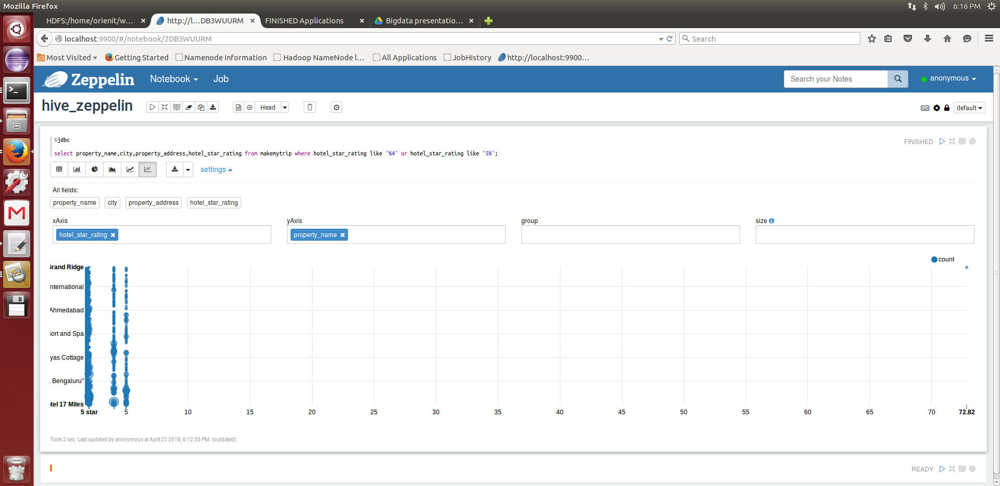 Mozilla Firefox
6:16 PM
HDFS:/home/orienit/w...
http://l...DB3WUURM
FINISHED Applications
Bigdata presentatio...
localhost:9900/#/notebook/2DB3WUURM
Search
Most Visited
Getting Started
Namenode information
Hadoop NameNode l...
All Applications
JobHistory
http://localhost:9900...
Zeppelin
Notebook
Job
Search your Notes
anonymous
hive_zeppelin
Head
default
%jdbc
FINISHED
select property_name,city,property_address,hotel_star_rating from makemytrip where hotel_star_rating like '%4' or hotel_star_rating like '5%';
settings
All fields:
property_name
city
property_address
hotel_star_rating
xAxis
yAxis
group
size
hotel_star_rating
property_name
count
Grand Ridge
nternational
Ahmedabad
sort and Spa
yas Cottage
, Bengaluru"
otel 17 Miles
5 star
5
10
15
20
25
30
35
40
45
50
55
60
65
70
72.82
Took 2 sec. Last updated by anonymous at April 23 2018, 6:12:35 PM. (outdated)
READY